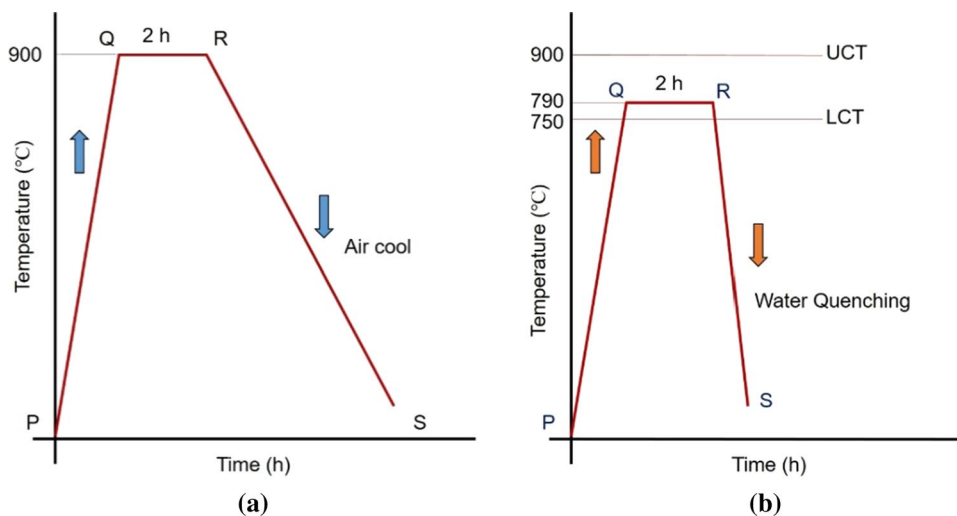 Q 2 h R
900
Temperature (℃)
Air cool
P
S
Time (h)
(a)
900
UCT
Q 2 h R
790
750
LCT
Temperature (℃)
Water Quenching
S
P
Time (h)
(b)